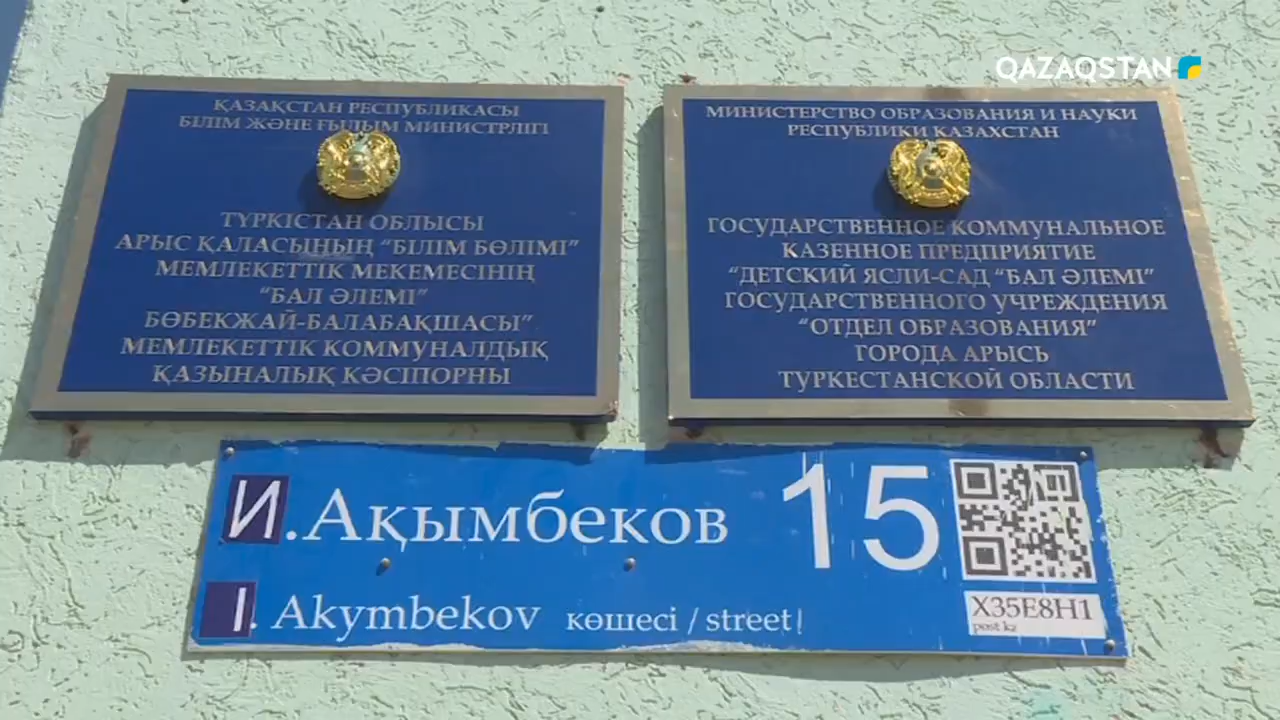 QAZAQSTAN
ҚАЗАҚСТАН РЕСПУБЛИКАСЫ
БІЛІМ ЖӘНЕ ҒЫЛЫМ МИНИСТРЛІГІ
ТҮРКІСТАН ОБЛЫСЫ
АРЫС ҚАЛАСЫНЫҢ “БІЛІМ БӨЛІМІ”
МЕМЛЕКЕТТІК МЕКЕМЕСІНІҢ
“БАЛ ӘЛЕМІ”
БӨБЕКЖАЙ-БАЛАБАҚШАСЫ”
МЕМЛЕКЕТТІК КОММУНАЛДЫҚ
ҚАЗЫНАЛЫҚ КӘСІПОРНЫ
МИНИСТЕРСТВО ОБРАЗОВАНИЯ И НАУКИ
РЕСПУБЛИКИ КАЗАХСТАН
ГОСУДАРСТВЕННОЕ КОММУНАЛЬНОЕ
КАЗЕННОЕ ПРЕДПРИЯТИЕ
“ДЕТСКИЙ ЯСЛИ-САД “БАЛ ӘЛЕМІ”
ГОСУДАРСТВЕННОГО УЧРЕЖДЕНИЯ
“ОТДЕЛ ОБРАЗОВАНИЯ”
ГОРОДА АРЫСЬ
ТУРКЕСТАНСКОЙ ОБЛАСТИ
И.Ақымбеков 15
I. Akymbekov көшесі / street
X35E8H1
post.kz